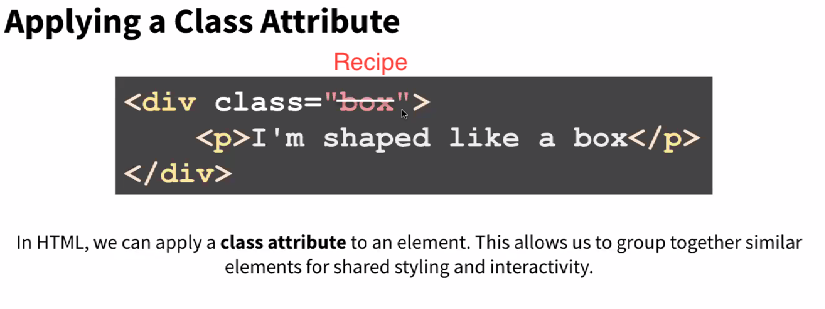 Applying a Class Attribute
Recipe
<div class="box">
<p>I'm shaped like a box</p>
</div>
In HTML, we can apply a class attribute to an element. This allows us to group together similar
elements for shared styling and interactivity.